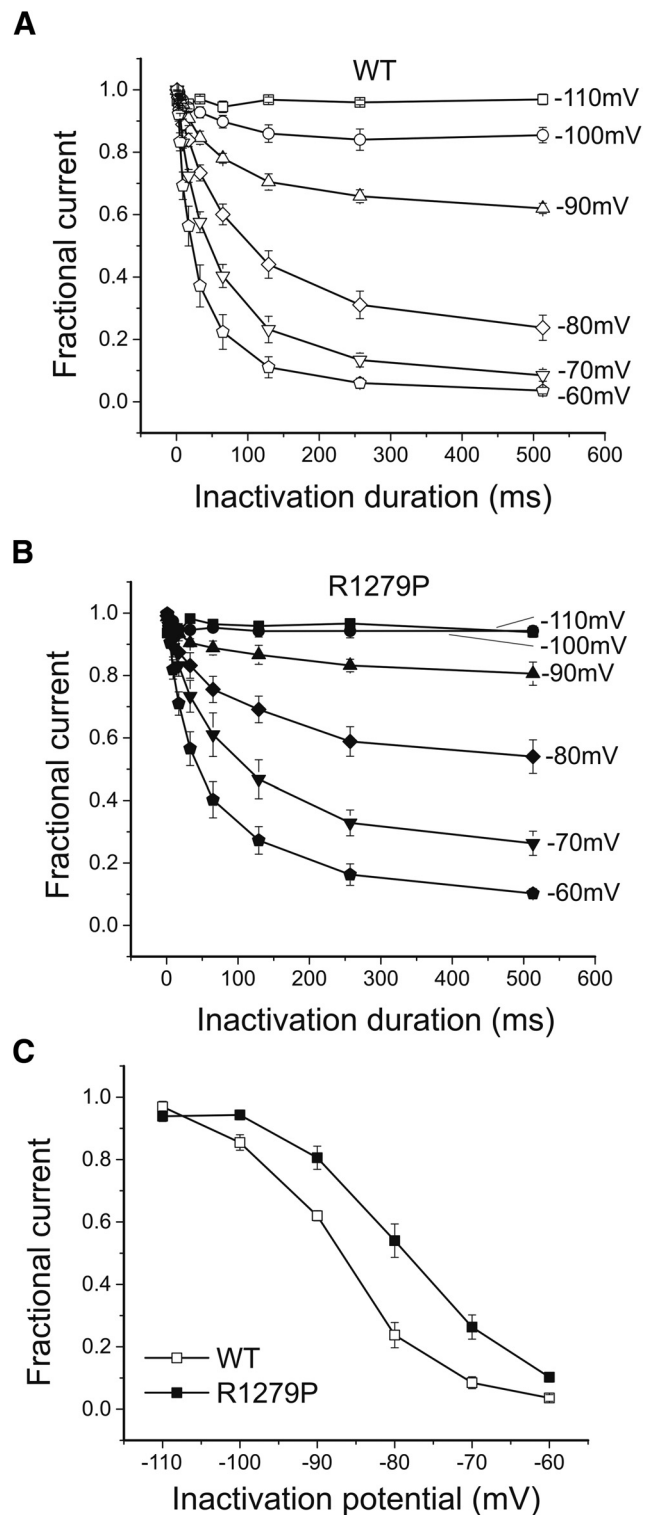 A
WT
Fractional current
1.0
0.8
0.6
0.4
0.2
0.0
-110mV
-100mV
-90mV
-80mV
-70mV
-60mV
0 100 200 300 400 500 600
Inactivation duration (ms)
B
R1279P
Fractional current
1.0
0.8
0.6
0.4
0.2
0.0
-110mV
-100mV
-90mV
-80mV
-70mV
-60mV
0 100 200 300 400 500 600
Inactivation duration (ms)
C
Fractional current
1.0
0.8
0.6
0.4
0.2
0.0
WT
R1279P
-110 -100 -90 -80 -70 -60
Inactivation potential (mV)